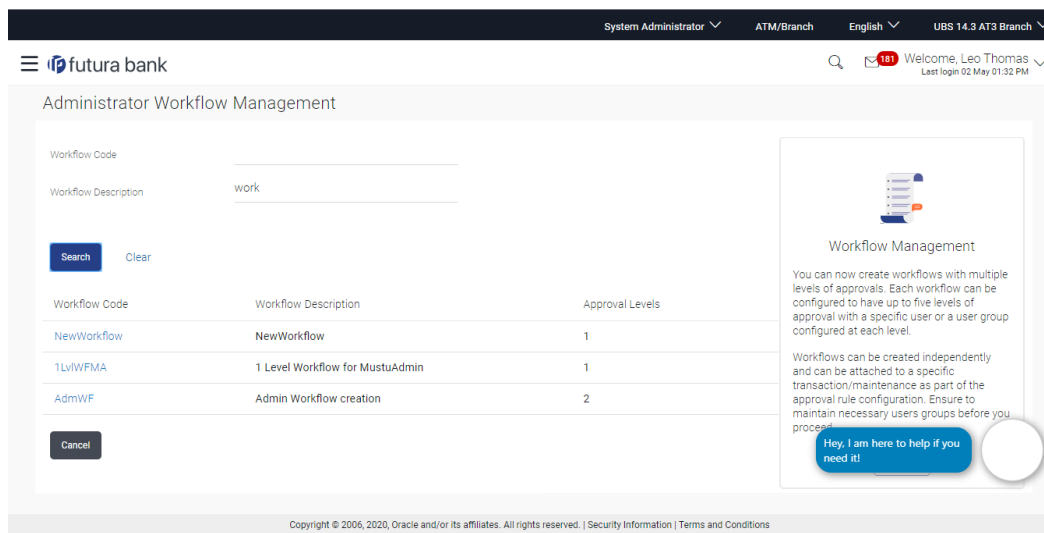 System Administrator ATM/Branch English UBS 14.3 AT3 Branch
futura bank
181 Welcome, Leo Thomas
Last login 02 May 01:32 PM
Administrator Workflow Management
Workflow Code
Workflow Description work
Search Clear
Workflow Code Workflow Description Approval Levels
NewWorkflow NewWorkflow 1
1LvlWFMA 1 Level Workflow for MustuAdmin 1
AdmWF Admin Workflow creation 2
Cancel
Workflow Management
You can now create workflows with multiple
levels of approvals. Each workflow can be
configured to have up to five levels of
approval with a specific user or a user group
configured at each level.
Workflows can be created independently
and can be attached to a specific
transaction/maintenance as part of the
approval rule configuration. Ensure to
maintain necessary users groups before you
proceed.
Hey, I am here to help if you
need it!
Copyright © 2006, 2020, Oracle and/or its affiliates. All rights reserved. | Security Information | Terms and Conditions